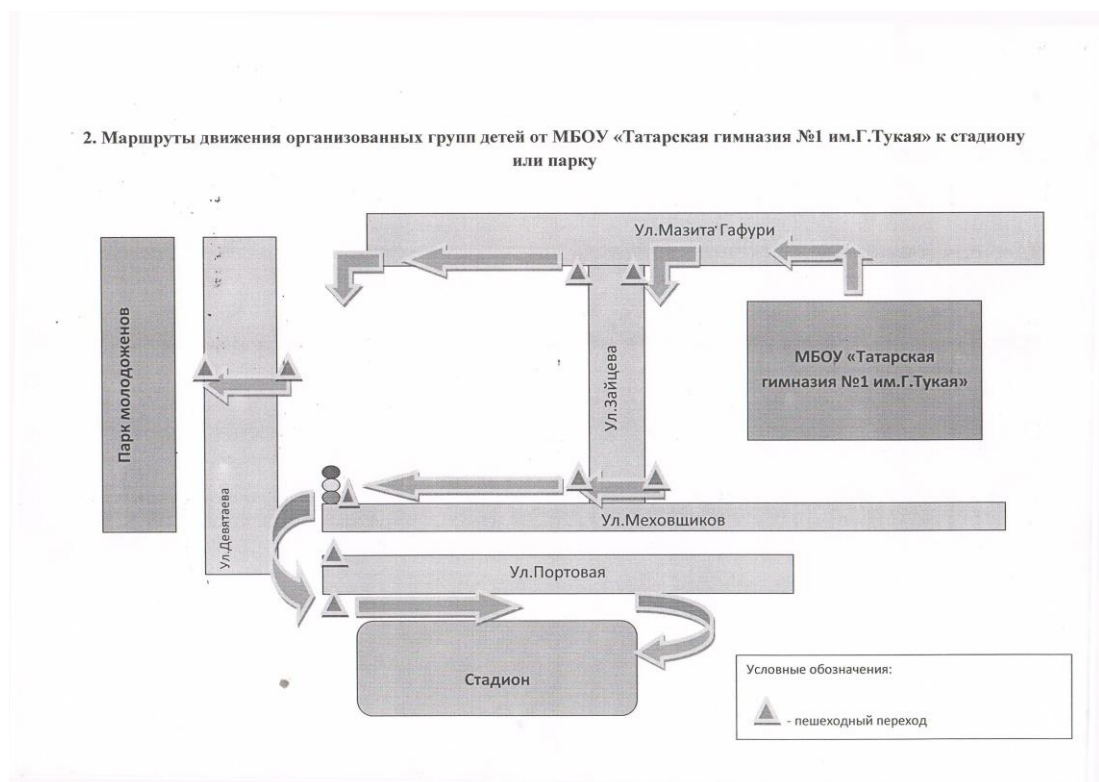 2. Маршруты движения организованных групп детей от МБОУ «Татарская гимназия №1 им.Г.Тукая» к стадиону
или парку
Ул.Мазита Гафури
Парк молодоженов
Ул.Девятаева
Ул.Зайцева
МБОУ «Татарская
гимназия №1 им.Г.Тукая»
Ул.Меховщиков
Ул.Портовая
Стадион
Условные обозначения:
- пешеходный переход